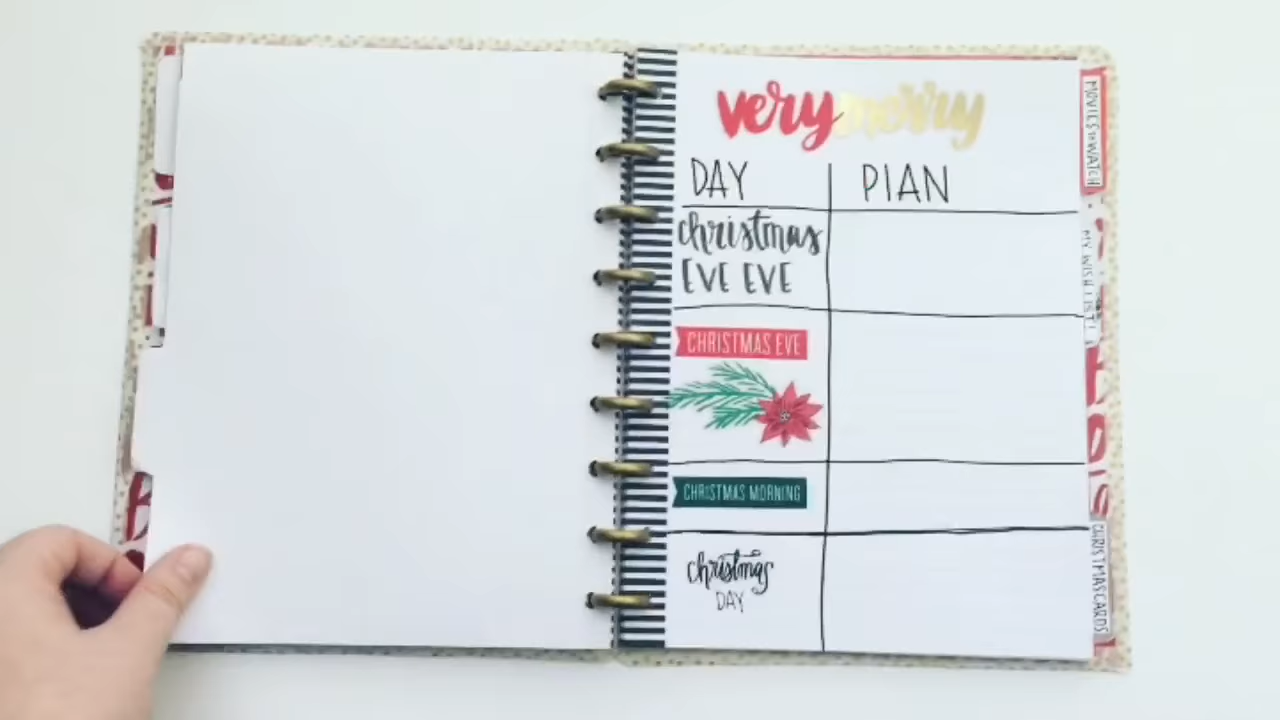 very merry
DAY PLAN
christmas
EVE EVE
CHRISTMAS EVE
CHRISTMAS MORNING
christmas
DAY
MOVIES to WATCH
MY WISH LIST!
CHRISTMAS CARDS